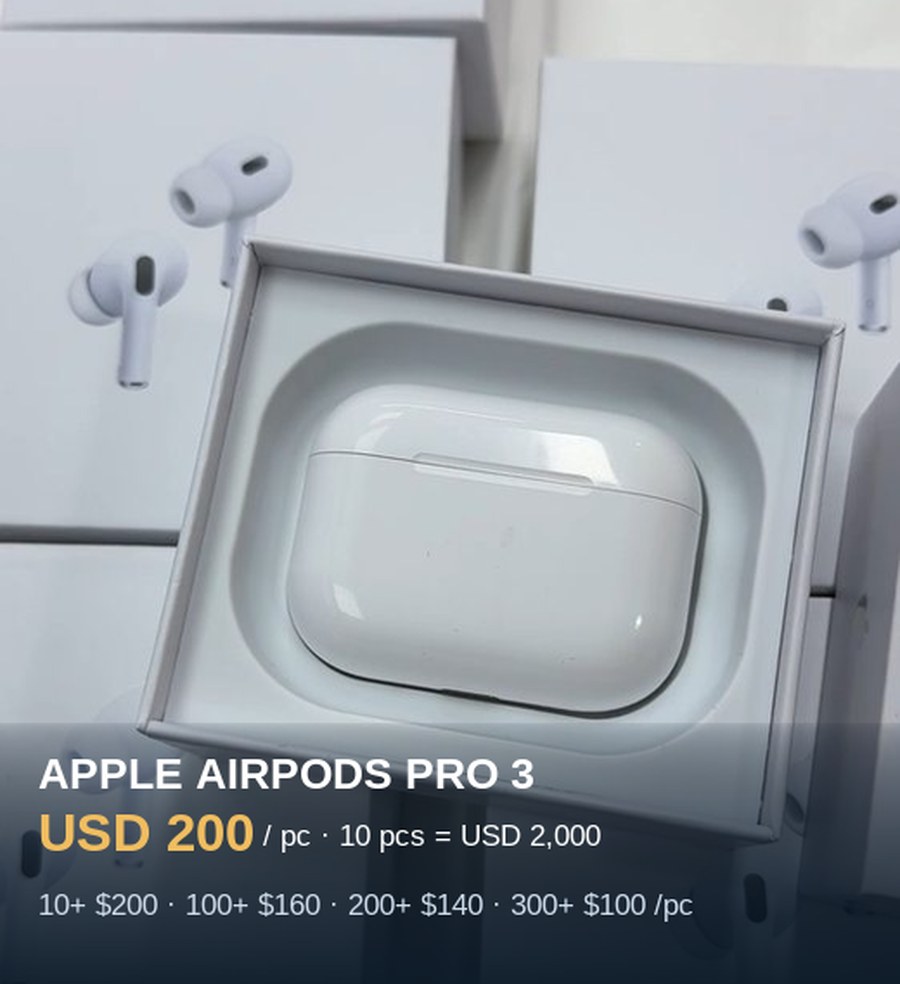 APPLE AIRPODS PRO 3
USD 200 / pc · 10 pcs = USD 2,000
10+ $200 · 100+ $160 · 200+ $140 · 300+ $100 /pc